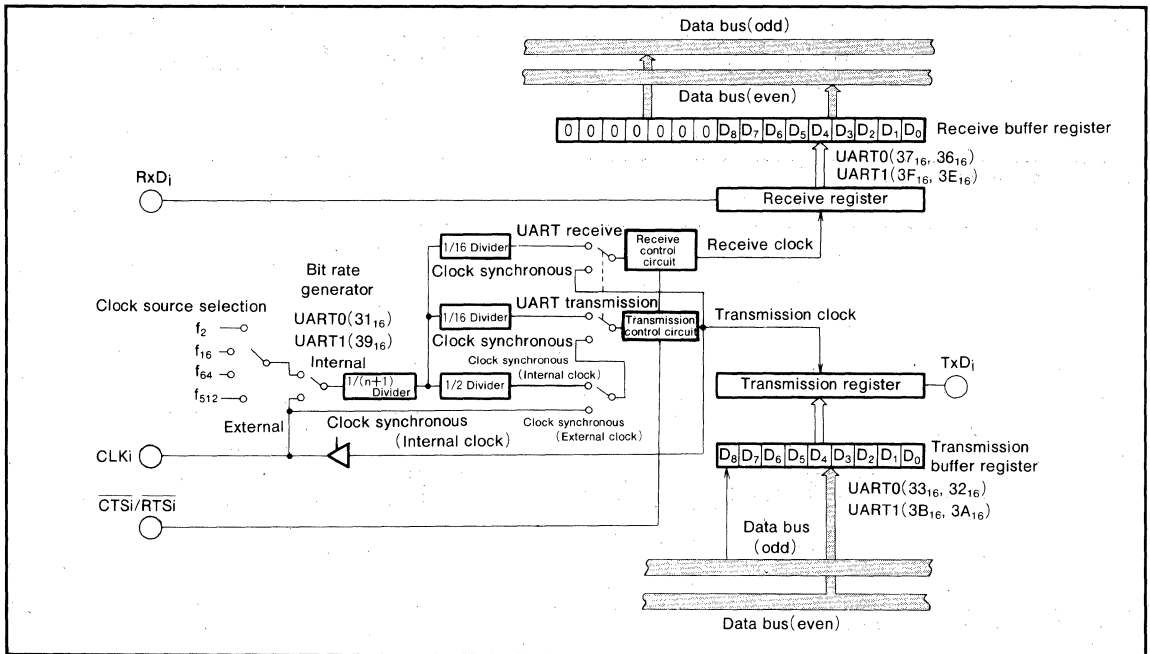 Data bus(odd)
Data bus(even)
0 0 0 0 0 0 0 D₈ D₇ D₆ D₅ D₄ D₃ D₂ D₁ D₀
Receive buffer register
UART0(37₁₆, 36₁₆)
UART1(3F₁₆, 3E₁₆)
RxDᵢ
Receive register
UART receive
1/16 Divider
Receive
control
circuit
Receive clock
Clock synchronous
Bit rate
generator
Clock source selection
UART0(31₁₆)
UART1(39₁₆)
Internal
UART transmission
1/16 Divider
Transmission
control circuit
Transmission clock
Clock synchronous
f₂
f₁₆
f₆₄
f₅₁₂
1/(n+1)
Divider
1/2 Divider
Clock synchronous
(Internal clock)
Transmission register
TxDᵢ
External
Clock synchronous
(Internal clock)
Clock synchronous
(External clock)
CLKi
D₈ D₇ D₆ D₅ D₄ D₃ D₂ D₁ D₀
Transmission
buffer register
UART0(33₁₆, 32₁₆)
UART1(3B₁₆, 3A₁₆)
C̅T̅S̅i̅/R̅T̅S̅i̅
Data bus
(odd)
Data bus(even)